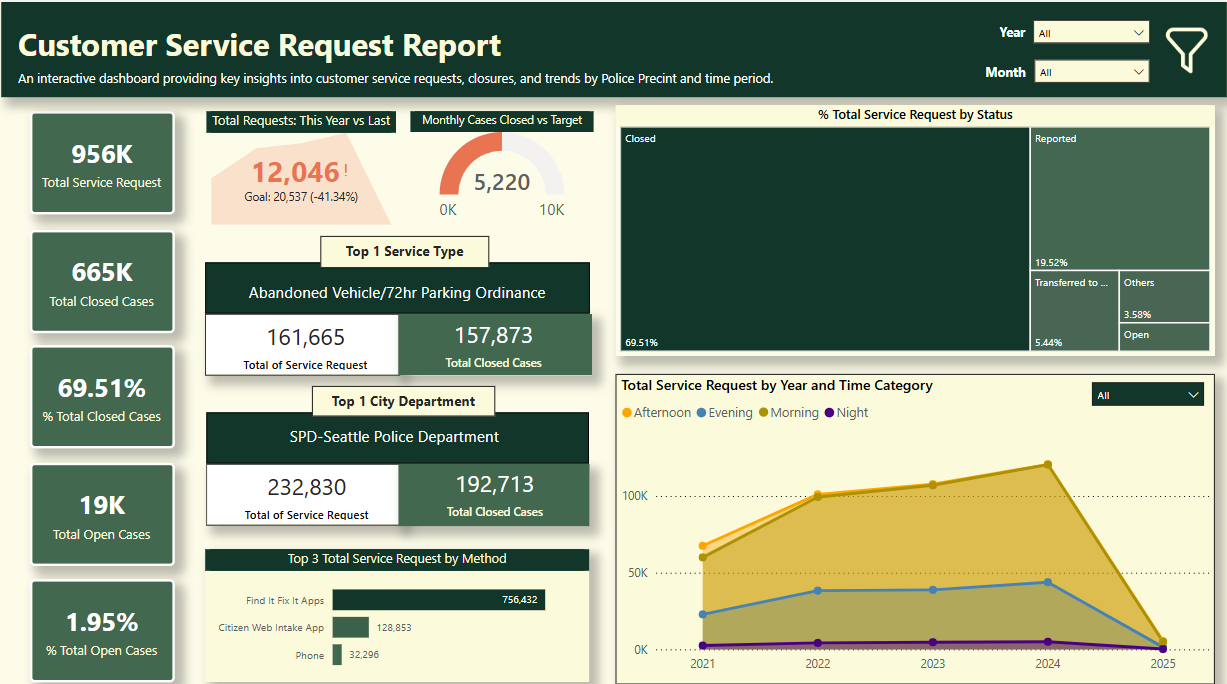 Customer Service Request Report
An interactive dashboard providing key insights into customer service requests, closures, and trends by Police Precint and time period.
Year
All
Month
All
956K
Total Service Request
665K
Total Closed Cases
69.51%
% Total Closed Cases
19K
Total Open Cases
1.95%
% Total Open Cases
Total Requests: This Year vs Last
12,046 !
Goal: 20,537 (-41.34%)
Monthly Cases Closed vs Target
5,220
0K
10K
Top 1 Service Type
Abandoned Vehicle/72hr Parking Ordinance
161,665
Total of Service Request
157,873
Total Closed Cases
Top 1 City Department
SPD-Seattle Police Department
232,830
Total of Service Request
192,713
Total Closed Cases
Top 3 Total Service Request by Method
Find It Fix It Apps
756,432
Citizen Web Intake App
128,853
Phone
32,296
% Total Service Request by Status
Closed
69.51%
Reported
19.52%
Transferred to ...
5.44%
Others
3.58%
Open
Total Service Request by Year and Time Category
All
Afternoon Evening Morning Night
100K
50K
0K
2021 2022 2023 2024 2025